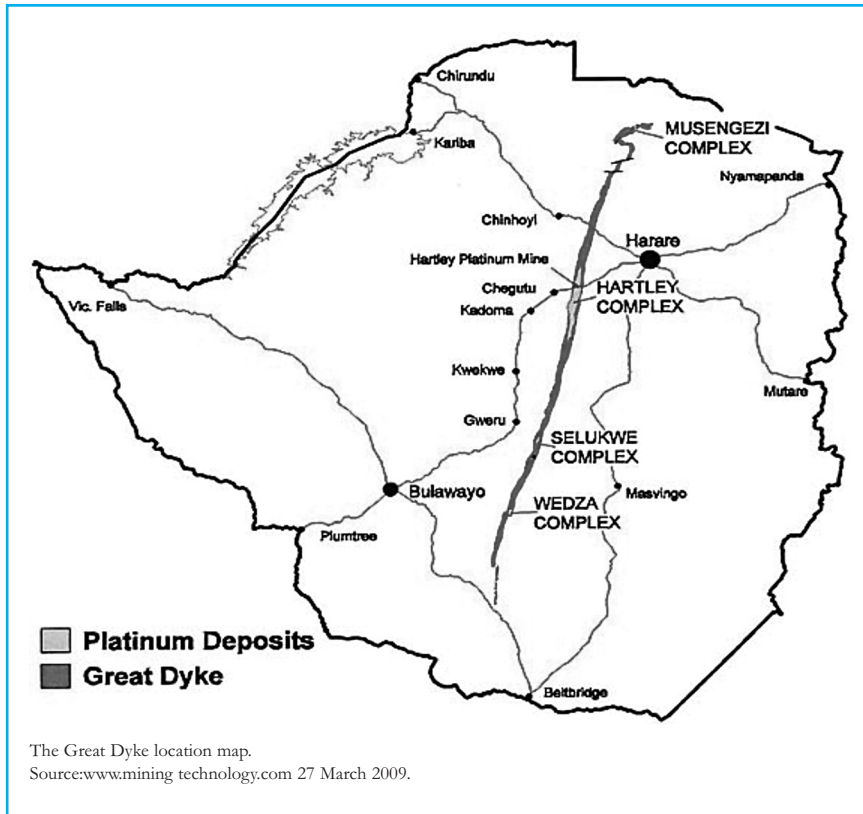 Chirundu
MUSENGEZI
COMPLEX
Kariba
Nyamapanda
Chinhoyi
Harare
Hartley Platinum Mine
HARTLEY
COMPLEX
Chegutu
Kadoma
Vic. Falls
Kwekwe
Mutare
Gweru
SELUKWE
COMPLEX
Bulawayo
Masvingo
WEDZA
COMPLEX
Plumtree
Platinum Deposits
Great Dyke
Beitbridge
The Great Dyke location map.
Source:www.mining technology.com 27 March 2009.